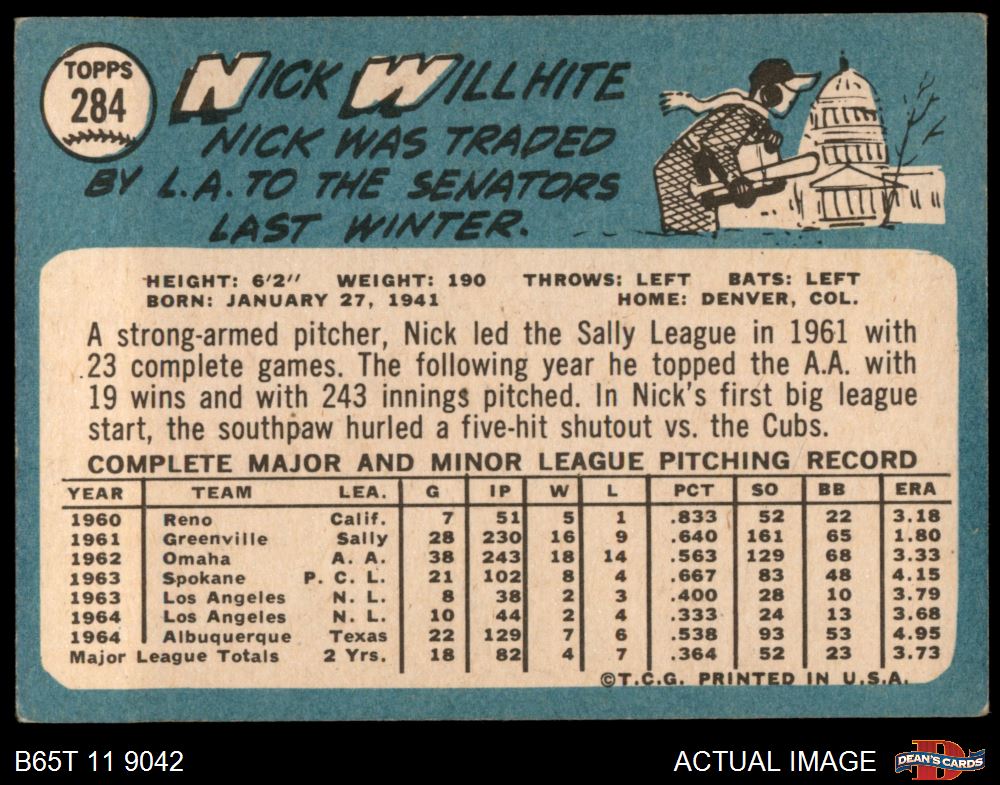 TOPPS
284
NICK WILLHITE
NICK WAS TRADED
BY L.A. TO THE SENATORS
LAST WINTER.
HEIGHT: 6'2" WEIGHT: 190 THROWS: LEFT BATS: LEFT
BORN: JANUARY 27, 1941 HOME: DENVER, COL.
A strong-armed pitcher, Nick led the Sally League in 1961 with
23 complete games. The following year he topped the A.A. with
19 wins and with 243 innings pitched. In Nick's first big league
start, the southpaw hurled a five-hit shutout vs. the Cubs.
COMPLETE MAJOR AND MINOR LEAGUE PITCHING RECORD
YEAR TEAM LEA. G IP W L PCT SO BB ERA
1960 Reno Calif. 7 51 5 1 .833 52 22 3.18
1961 Greenville Sally 28 230 16 9 .640 161 65 1.80
1962 Omaha A. A. 38 243 18 14 .563 129 68 3.33
1963 Spokane P. C. L. 21 102 8 4 .667 83 48 4.15
1963 Los Angeles N. L. 8 38 2 3 .400 28 10 3.79
1964 Los Angeles N. L. 10 44 2 4 .333 24 13 3.68
1964 Albuquerque Texas 22 129 7 6 .538 93 53 4.95
Major League Totals 2 Yrs. 18 82 4 7 .364 52 23 3.73
©T.C.G. PRINTED IN U.S.A.
B65T 11 9042
ACTUAL IMAGE
D
DEAN'S CARDS